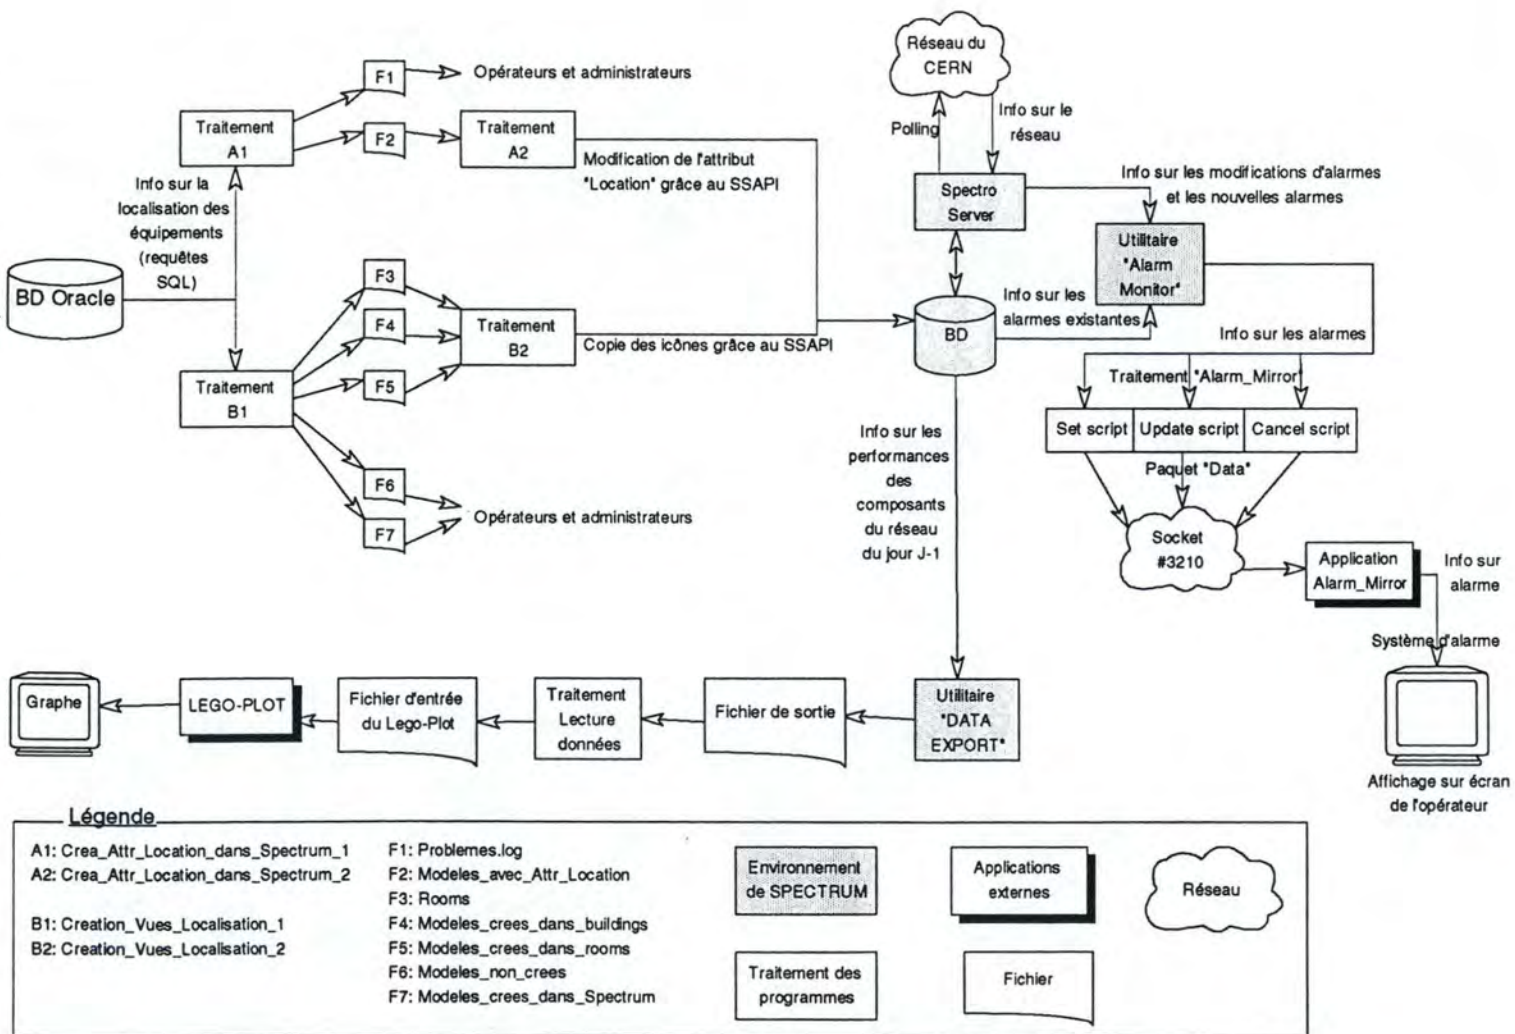 Réseau du
CERN
F1
Opérateurs et administrateurs
Traitement
A1
F2
Traitement
A2
Polling
Info sur le
réseau
Modification de l'attribut
"Location" grâce au SSAPI
Info sur la
localisation des
équipements
(requêtes
SQL)
Spectro
Server
Info sur les modifications d'alarmes
et les nouvelles alarmes
Utilitaire
"Alarm
Monitor"
BD Oracle
F3
F4
F5
Traitement
B2
Copie des icônes grâce au SSAPI
BD
Info sur les
alarmes existantes
Info sur les alarmes
Traitement
B1
Traitement "Alarm_Mirror"
Set script
Update script
Cancel script
Paquet "Data"
Info sur les
performances
des
composants
du réseau
du jour J-1
F6
F7
Opérateurs et administrateurs
Socket
#3210
Application
Alarm_Mirror
Info sur
alarme
Système d'alarme
Graphe
LEGO-PLOT
Fichier d'entrée
du Lego-Plot
Traitement
Lecture
données
Fichier de sortie
Utilitaire
"DATA
EXPORT"
Affichage sur écran
de l'opérateur
Légende
A1: Crea_Attr_Location_dans_Spectrum_1
A2: Crea_Attr_Location_dans_Spectrum_2
B1: Creation_Vues_Localisation_1
B2: Creation_Vues_Localisation_2
F1: Problemes.log
F2: Modeles_avec_Attr_Location
F3: Rooms
F4: Modeles_crees_dans_buildings
F5: Modeles_crees_dans_rooms
F6: Modeles_non_crees
F7: Modeles_crees_dans_Spectrum
Environnement
de SPECTRUM
Applications
externes
Réseau
Traitement des
programmes
Fichier